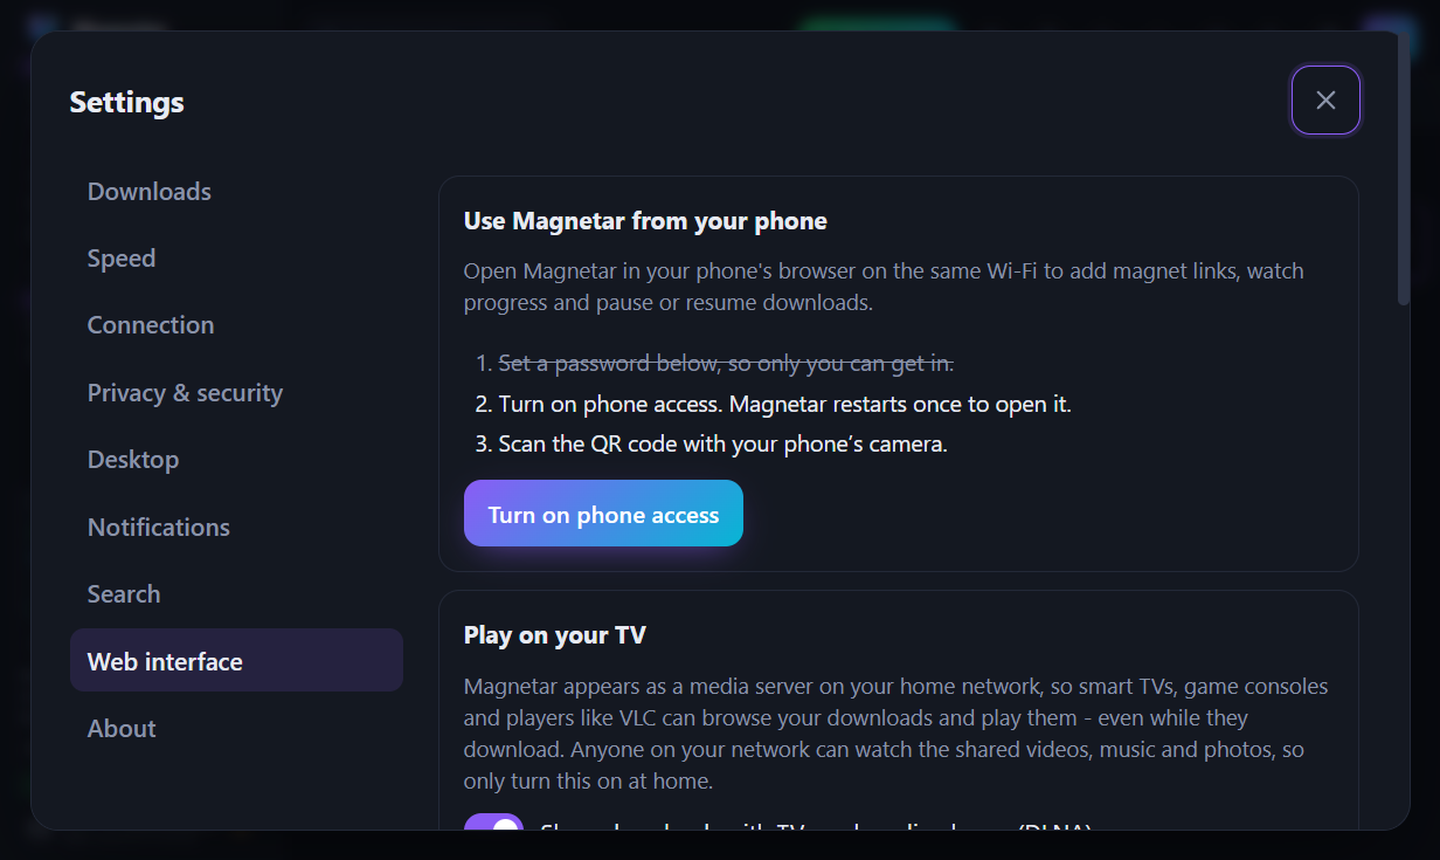 Settings
Downloads
Speed
Connection
Privacy & security
Desktop
Notifications
Search
Web interface
About
Use Magnetar from your phone
Open Magnetar in your phone's browser on the same Wi-Fi to add magnet links, watch
progress and pause or resume downloads.
1. Set a password below, so only you can get in.
2. Turn on phone access. Magnetar restarts once to open it.
3. Scan the QR code with your phone’s camera.
Turn on phone access
Play on your TV
Magnetar appears as a media server on your home network, so smart TVs, game consoles
and players like VLC can browse your downloads and play them - even while they
download. Anyone on your network can watch the shared videos, music and photos, so
only turn this on at home.
(DLNA)